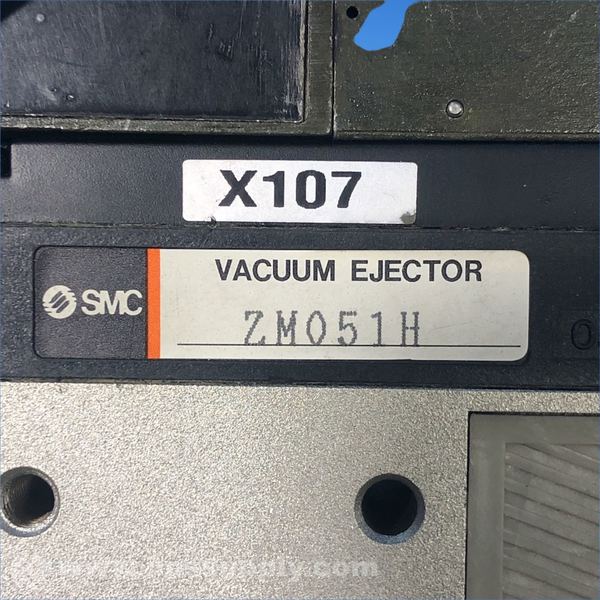 X107
VACUUM EJECTOR
SMC
ZM051H